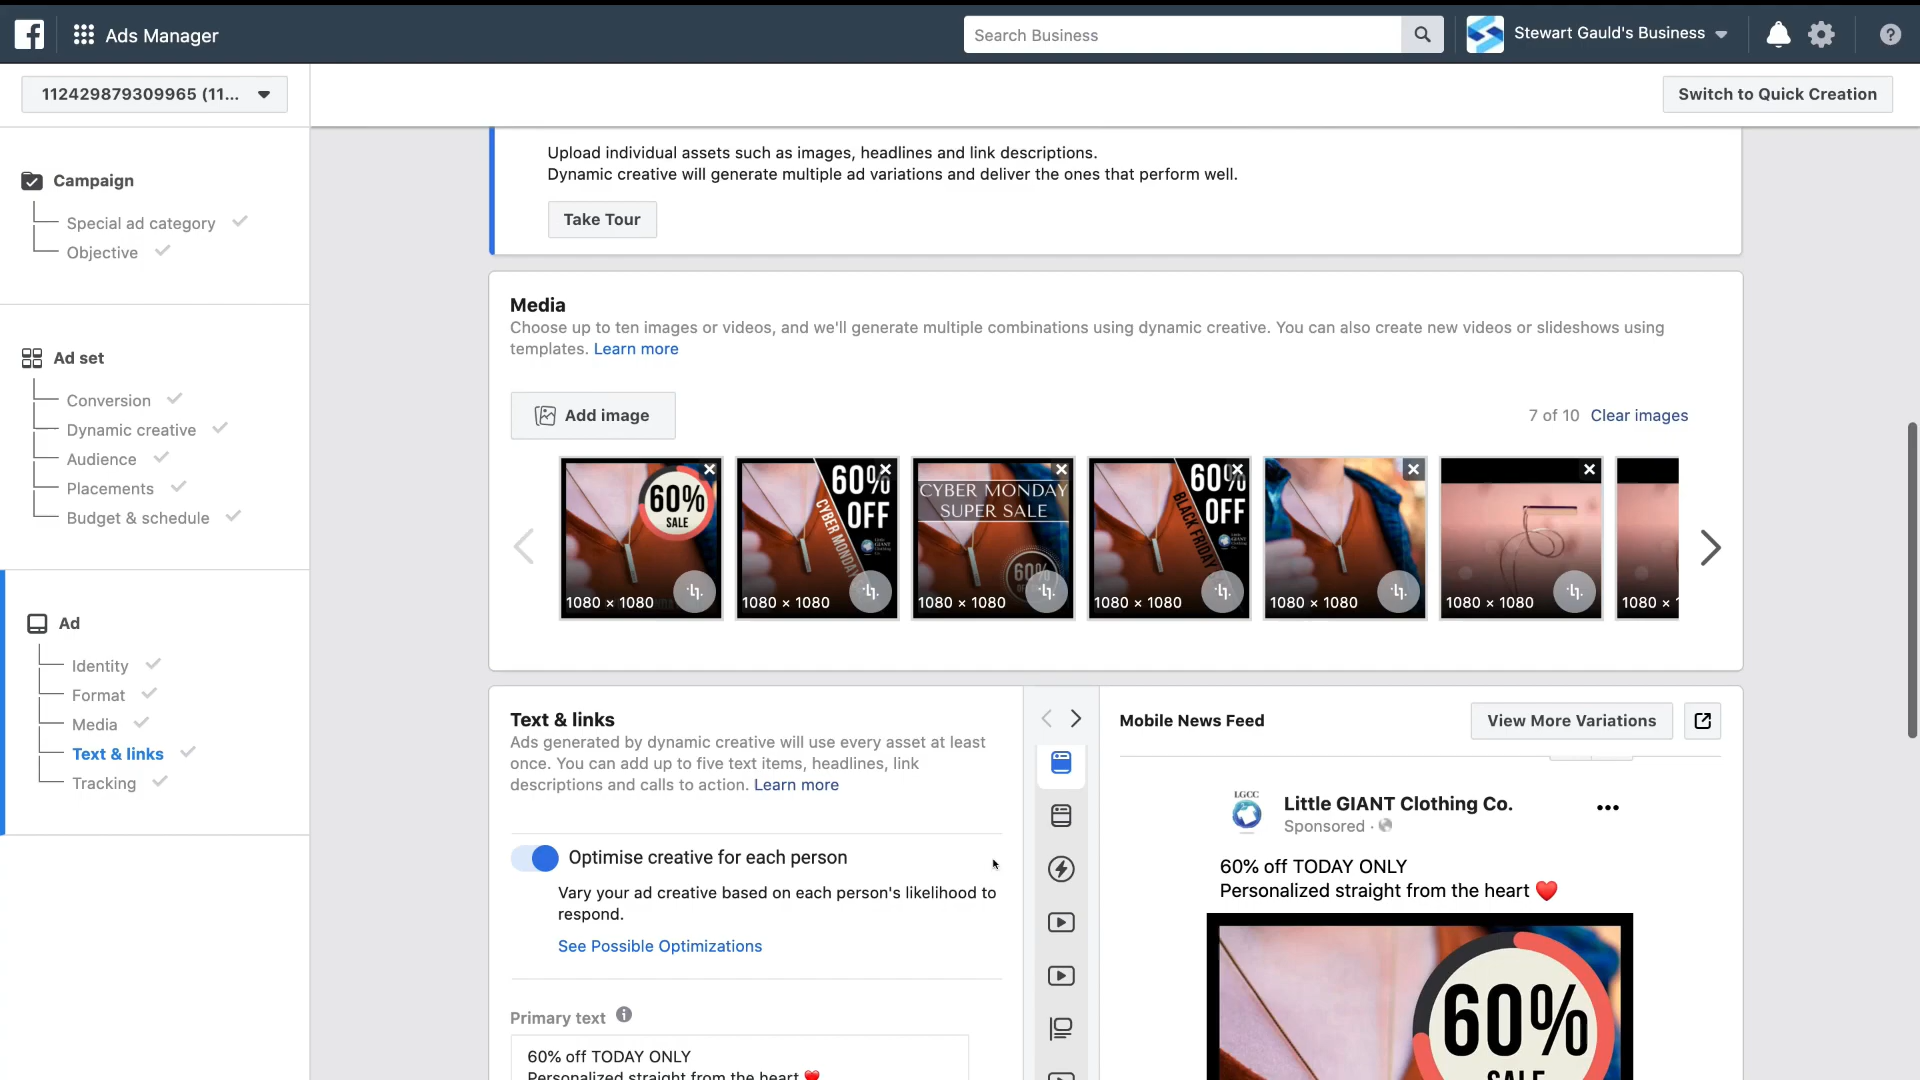 Ads Manager
Search Business
Stewart Gauld's Business
112429879309965 (11...
Switch to Quick Creation
Campaign
Special ad category
Objective
Ad set
Conversion
Dynamic creative
Audience
Placements
Budget & schedule
Ad
Identity
Format
Media
Text & links
Tracking
Upload individual assets such as images, headlines and link descriptions.
Dynamic creative will generate multiple ad variations and deliver the ones that perform well.
Take Tour
Media
Choose up to ten images or videos, and we'll generate multiple combinations using dynamic creative. You can also create new videos or slideshows using
templates. Learn more
Add image
7 of 10 Clear images
60%
SALE
1080 × 1080
60%
OFF
CYBER MONDAY
1080 × 1080
CYBER MONDAY
SUPER SALE
60%
1080 × 1080
60%
OFF
BLACK FRIDAY
1080 × 1080
1080 × 1080
1080 × 1080
1080 ×
Text & links
Ads generated by dynamic creative will use every asset at least
once. You can add up to five text items, headlines, link
descriptions and calls to action. Learn more
Optimise creative for each person
Vary your ad creative based on each person's likelihood to
respond.
See Possible Optimizations
Primary text
60% off TODAY ONLY
Personalized straight from the heart ❤️
Mobile News Feed
View More Variations
LGCC
Little GIANT Clothing Co.
Sponsored ·
60% off TODAY ONLY
Personalized straight from the heart ❤️
60%
SALE